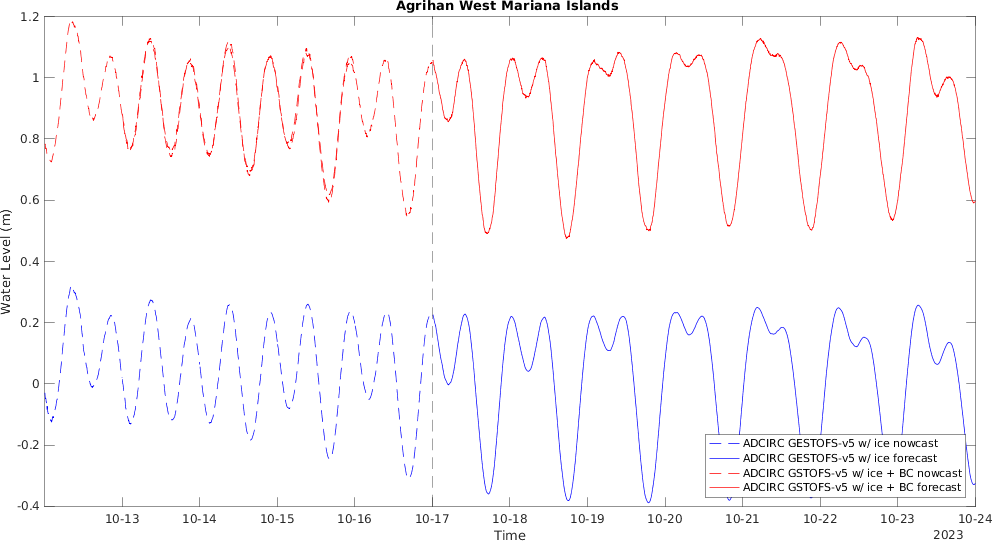 Agrihan West Mariana Islands
1.2
1
0.8
0.6
0.4
0.2
0
-0.2
-0.4
Water Level (m)
ADCIRC GESTOFS-v5 w/ ice nowcast
ADCIRC GESTOFS-v5 w/ ice forecast
ADCIRC GSTOFS-v5 w/ ice + BC nowcast
ADCIRC GSTOFS-v5 w/ ice + BC forecast
10-13 10-14 10-15 10-16 10-17 10-18 10-19 10-20 10-21 10-22 10-23 10-24
Time
2023